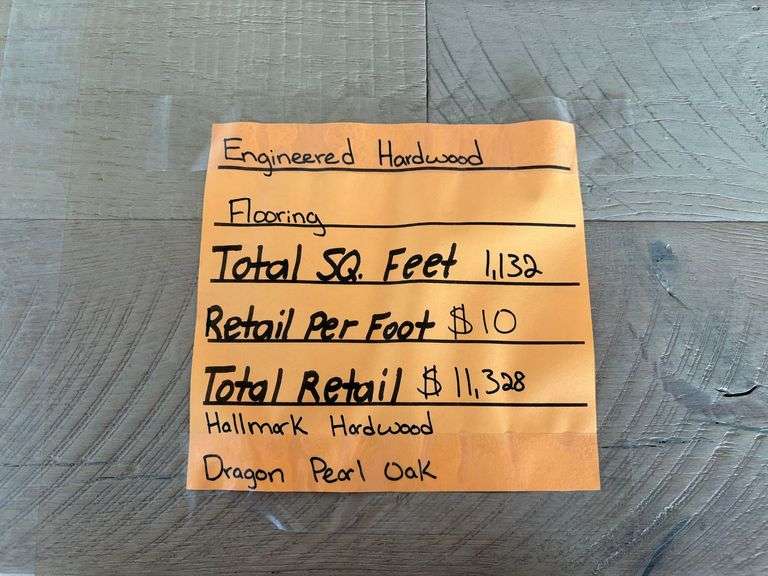 Engineered Hardwood
Flooring
Total SQ. Feet 1,132
Retail Per Foot $10
Total Retail $11,328
Hallmark Hardwood
Dragon Pearl Oak